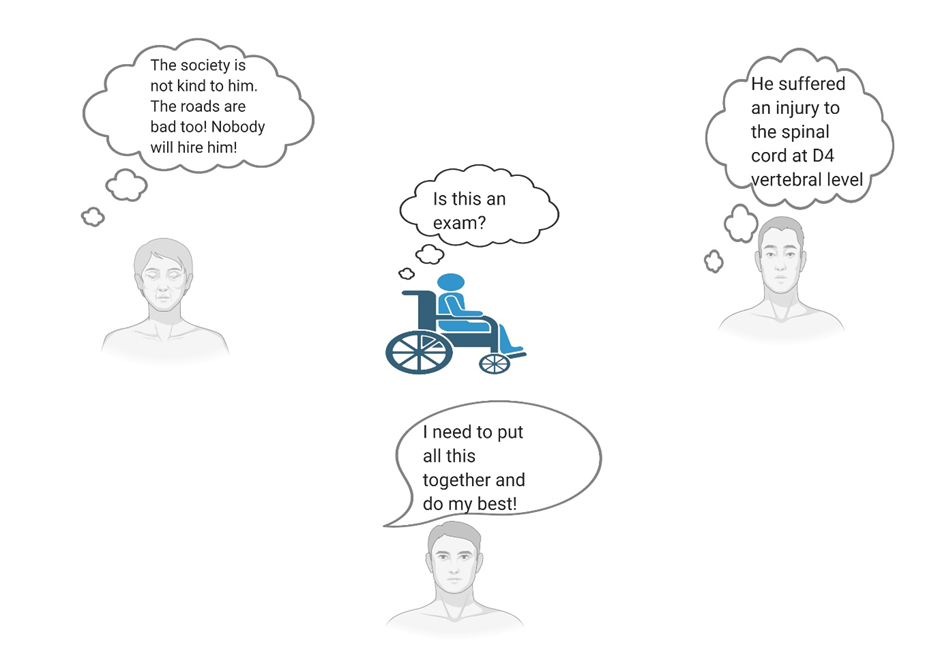 The society is
not kind to him.
The roads are
bad too! Nobody
will hire him!
He suffered
an injury to
the spinal
cord at D4
vertebral level
Is this an
exam?
I need to put
all this
together and
do my best!